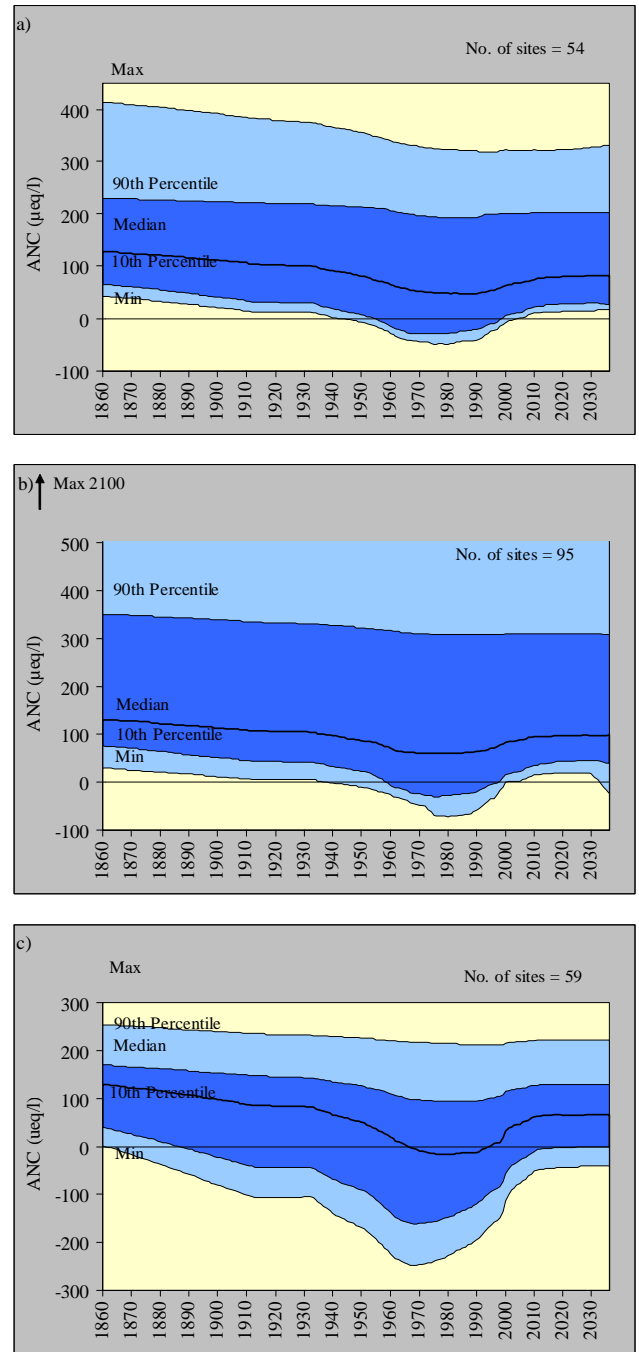 a)
No. of sites = 54
Max
400
90th Percentile
300
200
Median
10th Percentile
100
Min
0
-100
ANC (µeq/l)
1860 1870 1880 1890 1900 1910 1920 1930 1940 1950 1960 1970 1980 1990 2000 2010 2020 2030
b) Max 2100
500
No. of sites = 95
400
90th Percentile
300
200
Median
100
10th Percentile
Min
0
-100
ANC (µeq/l)
1860 1870 1880 1890 1900 1910 1920 1930 1940 1950 1960 1970 1980 1990 2000 2010 2020 2030
c)
Max
No. of sites = 59
300
90th Percentile
Median
200
10th Percentile
100
0
Min
-100
-200
-300
ANC (ueq/l)
1860 1870 1880 1890 1900 1910 1920 1930 1940 1950 1960 1970 1980 1990 2000 2010 2020 2030